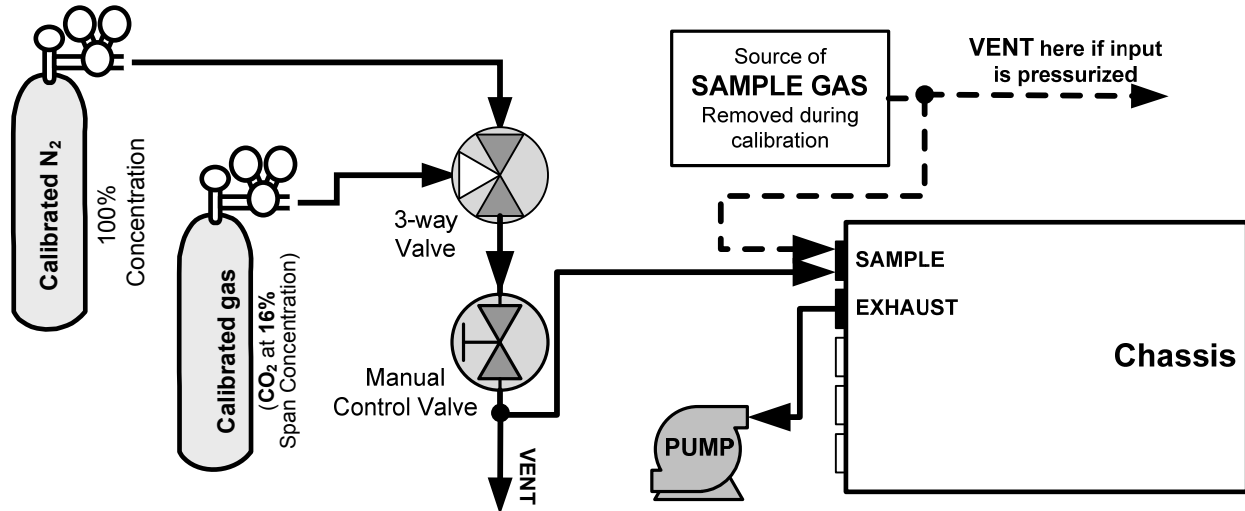 Calibrated N₂
100%
Concentration
Calibrated gas
(CO₂ at 16%
Span Concentration)
3-way
Valve
Manual
Control Valve
VENT
Source of
SAMPLE GAS
Removed during
calibration
VENT here if input
is pressurized
SAMPLE
EXHAUST
Chassis
PUMP